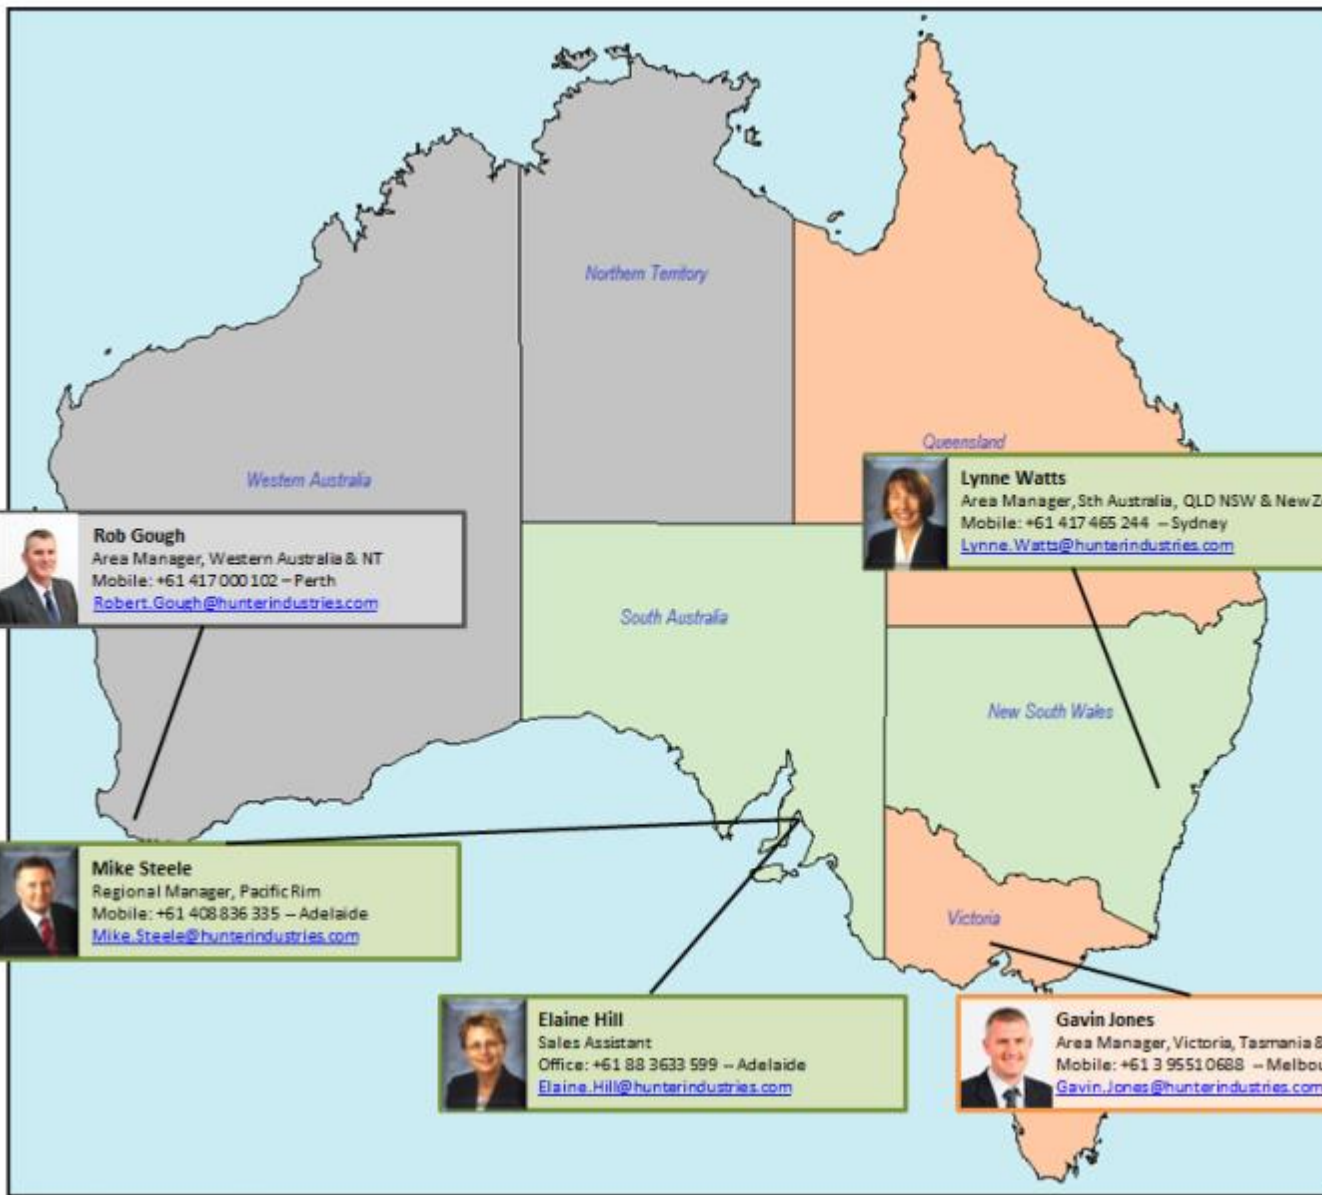 Northern Territory
Queensland
Western Australia
Lynne Watts
Area Manager, Sth Australia, QLD NSW & New Z
Mobile: +61 417 465 244 – Sydney
Lynne.Watts@hunterindustries.com
Rob Gough
Area Manager, Western Australia & NT
Mobile: +61 417 000 102 – Perth
Robert.Gough@hunterindustries.com
South Australia
New South Wales
Mike Steele
Regional Manager, Pacific Rim
Mobile: +61 408 836 335 – Adelaide
Mike.Steele@hunterindustries.com
Victoria
Elaine Hill
Sales Assistant
Office: +61 88 3633 599 – Adelaide
Elaine.Hill@hunterindustries.com
Gavin Jones
Area Manager, Victoria, Tasmania &
Mobile: +61 3 9551 0688 – Melbou
Gavin.Jones@hunterindustries.com